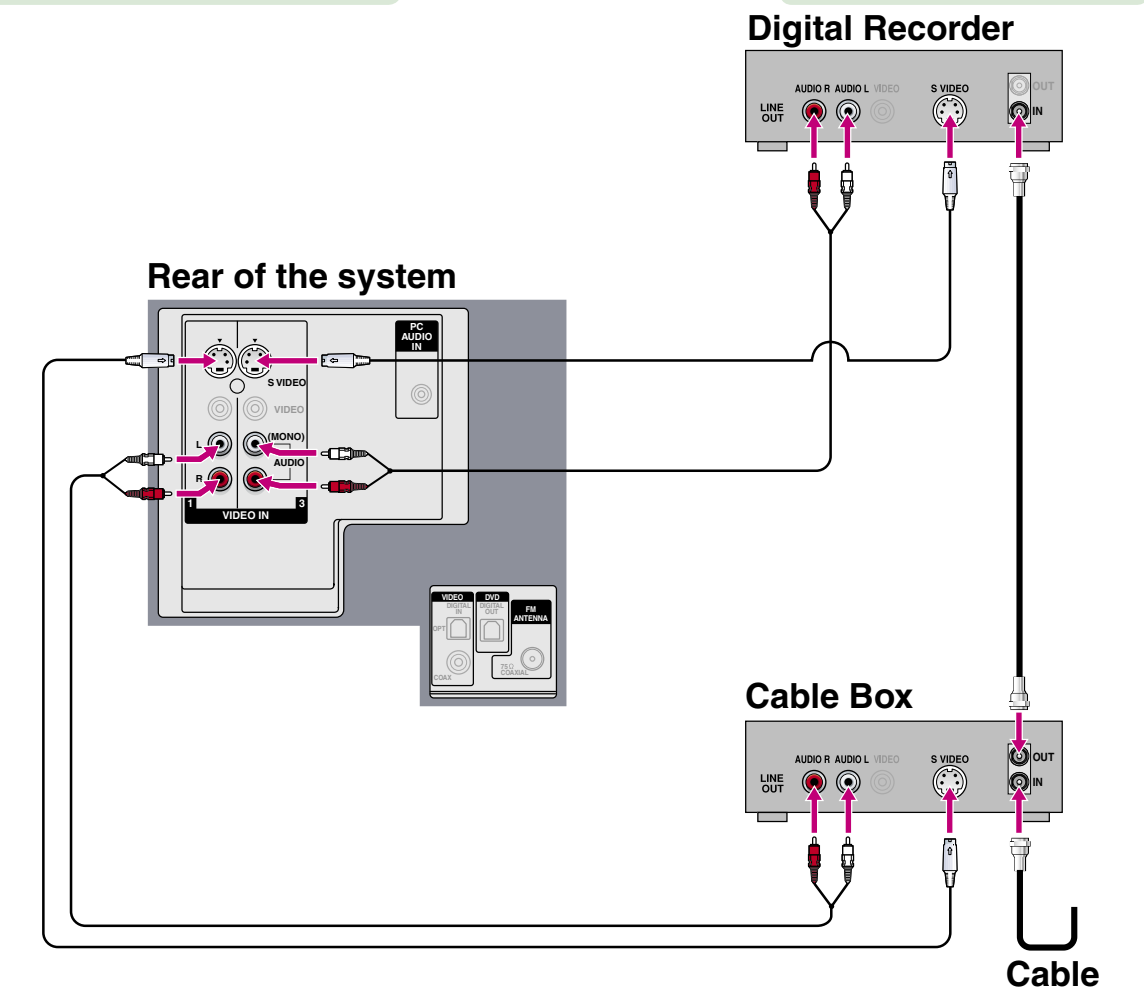 Digital Recorder
AUDIO R AUDIO L VIDEO
S VIDEO
OUT
LINE
OUT
IN
Rear of the system
PC
AUDIO
IN
S VIDEO
VIDEO
L
(MONO)
AUDIO
R
1
3
VIDEO IN
VIDEO
DIGITAL
IN
OPT
COAX
DVD
DIGITAL
OUT
FM
ANTENNA
75Ω
COAXIAL
Cable Box
AUDIO R AUDIO L VIDEO
S VIDEO
OUT
LINE
OUT
IN
Cable